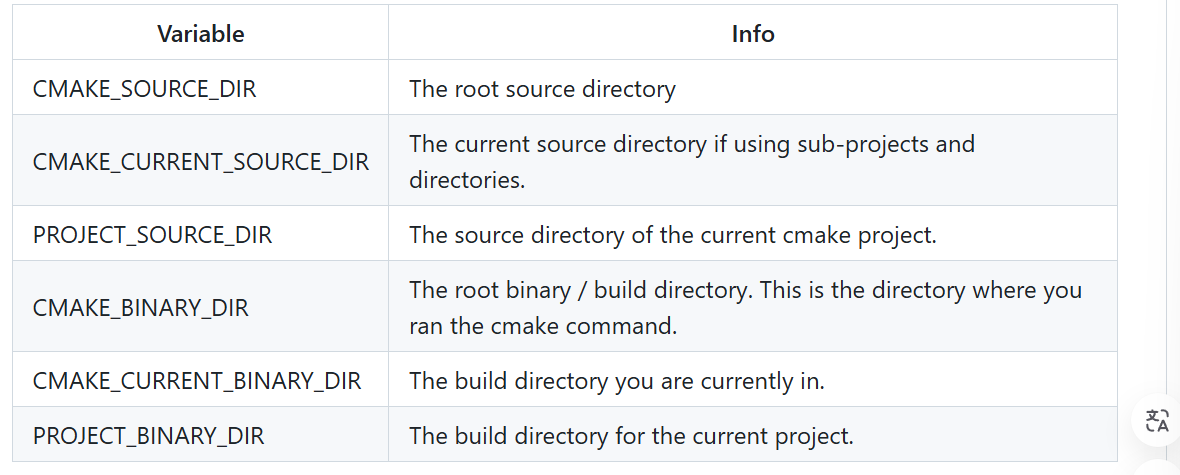 Variable Info
CMAKE_SOURCE_DIR The root source directory
CMAKE_CURRENT_SOURCE_DIR The current source directory if using sub-projects and
directories.
PROJECT_SOURCE_DIR The source directory of the current cmake project.
CMAKE_BINARY_DIR The root binary / build directory. This is the directory where you
ran the cmake command.
CMAKE_CURRENT_BINARY_DIR The build directory you are currently in.
PROJECT_BINARY_DIR The build directory for the current project.